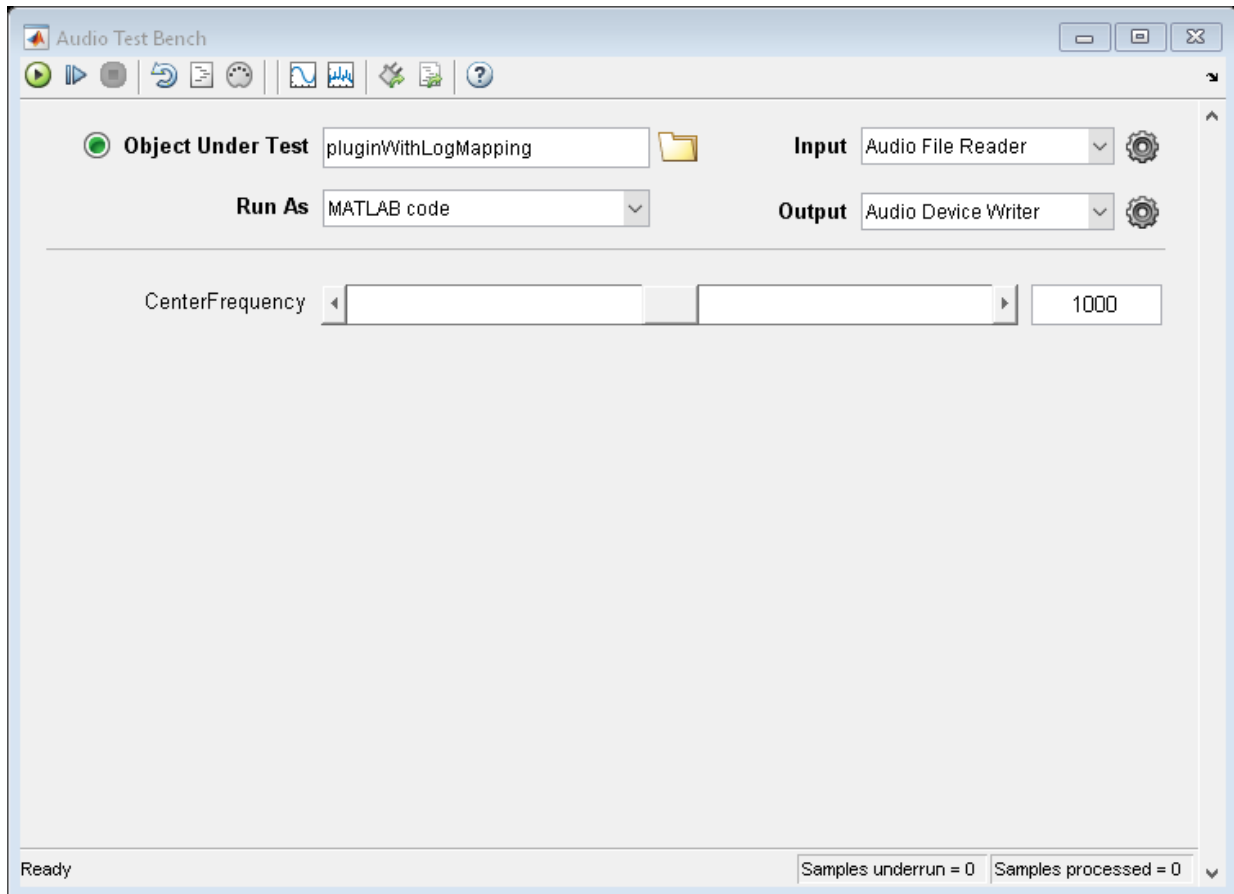 Audio Test Bench
Object Under Test pluginWithLogMapping Input Audio File Reader
Run As MATLAB code Output Audio Device Writer
CenterFrequency 1000
Ready Samples underrun = 0 Samples processed = 0